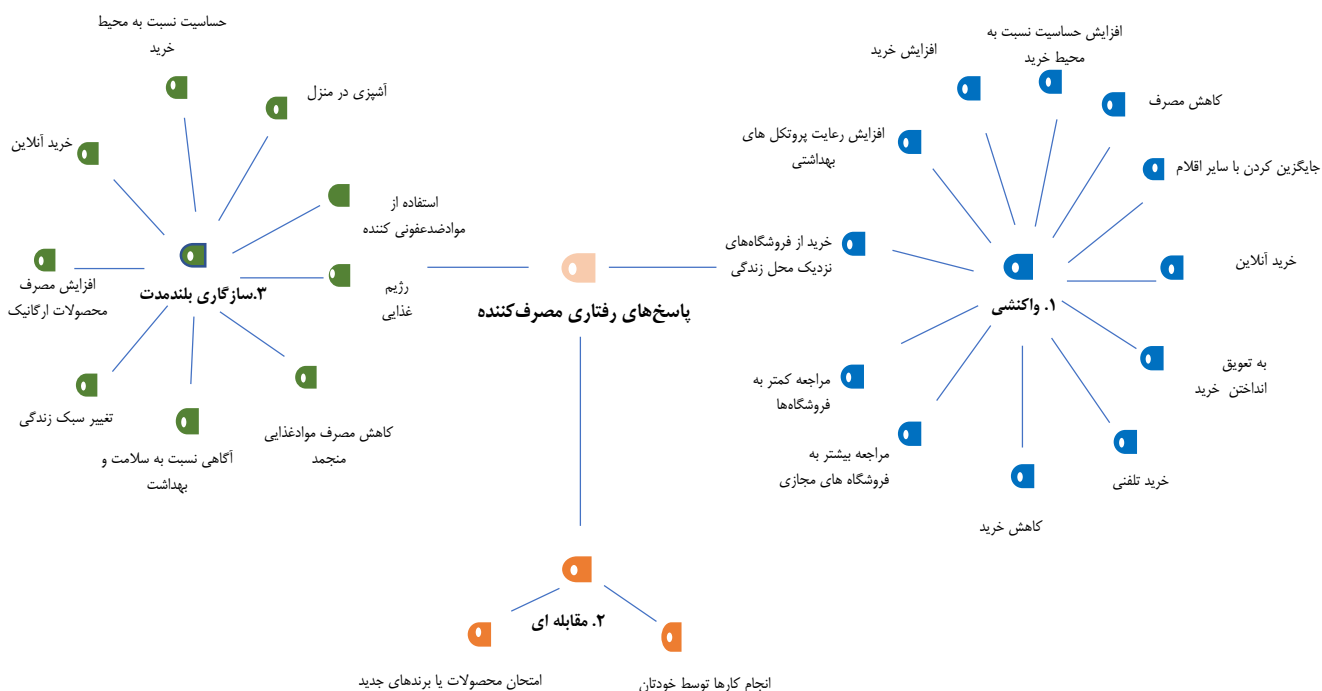 پاسخ‌های رفتاری مصرف‌کننده
۱. واکنشی
افزایش حساسیت نسبت به
محیط خرید
کاهش مصرف
جایگزین کردن با سایر اقلام
خرید آنلاین
به تعویق
انداختن خرید
خرید تلفنی
کاهش خرید
مراجعه بیشتر به
فروشگاه های مجازی
مراجعه کمتر به
فروشگاه‌ها
خرید از فروشگاه‌های
نزدیک محل زندگی
افزایش رعایت پروتکل های
بهداشتی
افزایش خرید
۲. مقابله ای
انجام کارها توسط خودتان
امتحان محصولات یا برندهای جدید
۳.سازگاری بلندمدت
حساسیت نسبت به محیط
خرید
آشپزی در منزل
استفاده از
موادضدعفونی کننده
رژیم
غذایی
کاهش مصرف موادغذایی
منجمد
آگاهی نسبت به سلامت و
بهداشت
تغییر سبک زندگی
افزایش مصرف
محصولات ارگانیک
خرید آنلاین